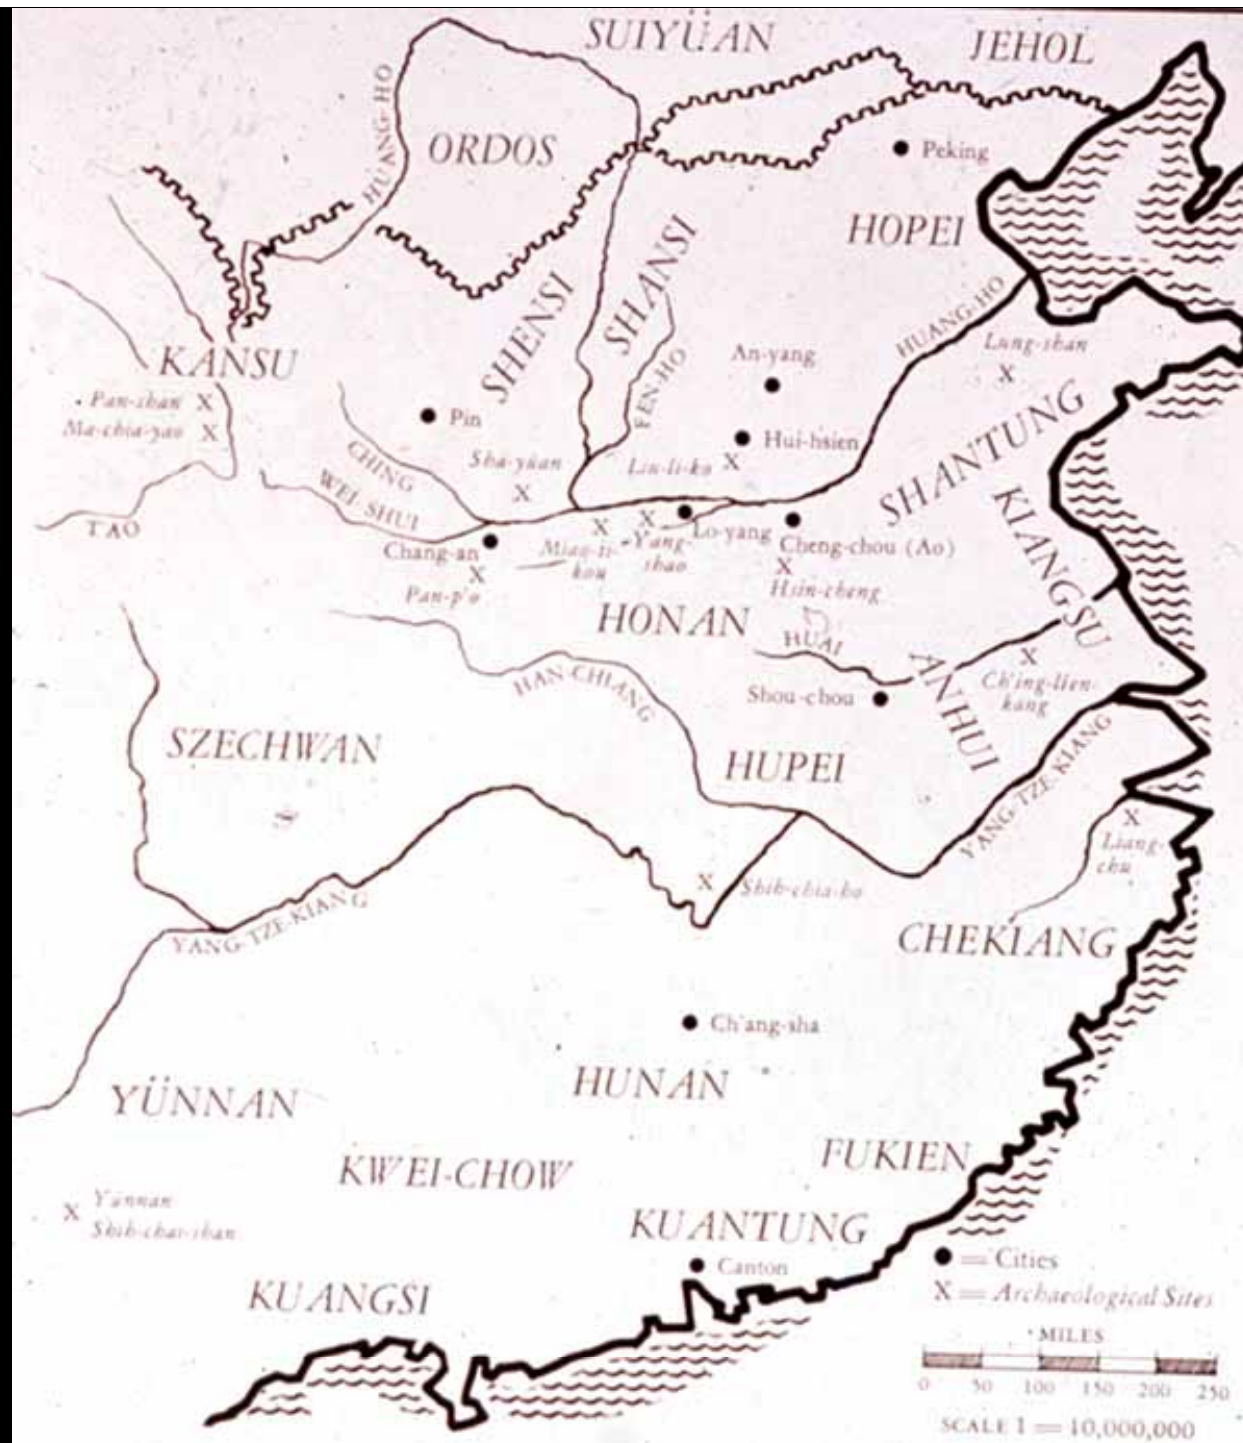 SUIYÜAN
JEHOL
HUANG-HO
ORDOS
Peking
HOPEI
SHANSI
SHENSI
HUANG-HO
KANSU
An-yang
Lung-shan
FEN-HO
Pan-shan
Ma-chia-yao
Pin
Hui-hsien
SHANTUNG
CHING
Sha-yüan
Liu-li-ko
WEI-SHUI
KIANGSU
TAO
Chang-an
Miao-ti-
kou
Yang-
shao
Lo-yang
Cheng-chou (Ao)
Pan-p'o
Hsin-cheng
HONAN
HUAI
HAN-CHIANG
ANHUI
Ch'ing-lien-
kang
Shou-chou
SZECHWAN
HUPEI
YANG-TZE KIANG
Liang-
chu
Shih-chia-ho
YANG-TZE-KIANG
CHEKIANG
Ch'ang-sha
HUNAN
YÜNNAN
FUKIEN
KWEI-CHOW
Yünnan
Shih-chai-shan
KUANTUNG
Canton
KUANGSI
● = Cities
X = Archaeological Sites
MILES
0 50 100 150 200 250
SCALE 1 = 10,000,000